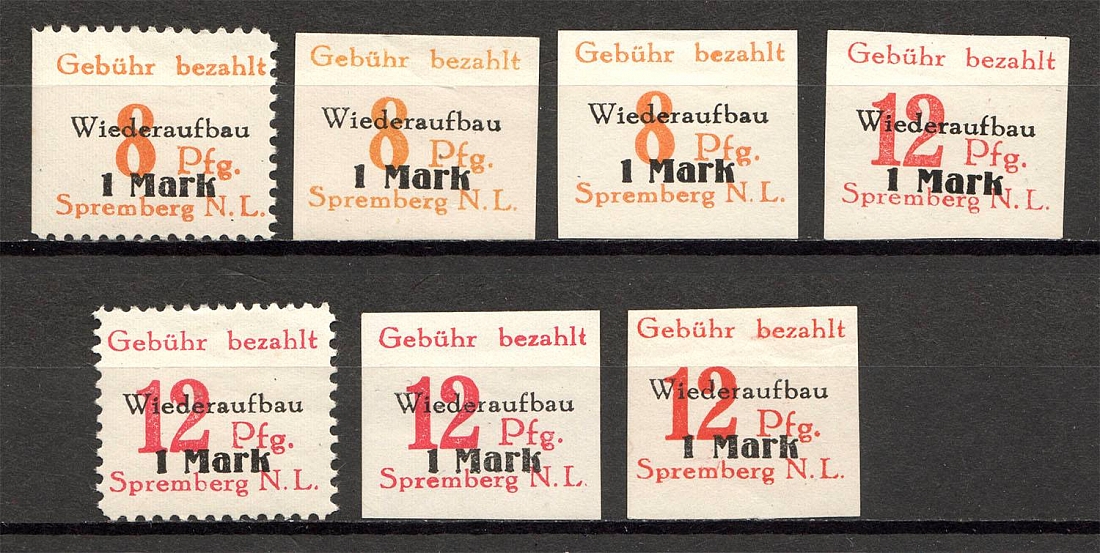 Gebühr bezahlt
8
Wiederaufbau
Pfg.
1 Mark
Spremberg N.L.
Gebühr bezahlt
8
Wiederaufbau
Pfg.
1 Mark
Spremberg N.L.
Gebühr bezahlt
8
Wiederaufbau
Pfg.
1 Mark
Spremberg N.L.
Gebühr bezahlt
12
Wiederaufbau
Pfg.
1 Mark
Spremberg N.L.
Gebühr bezahlt
12
Wiederaufbau
Pfg.
1 Mark
Spremberg N.L.
Gebühr bezahlt
12
Wiederaufbau
Pfg.
1 Mark
Spremberg N.L.
Gebühr bezahlt
12
Wiederaufbau
Pfg.
1 Mark
Spremberg N.L.